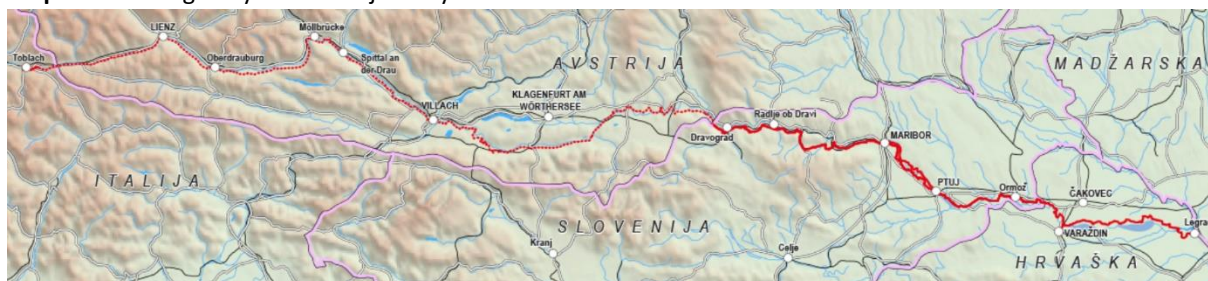 LIENZ
Möllbrücke
Toblach
Oberdrauburg
Spittal an
der-Drau
AVSTRIJA
MADŽARSKA
VILLACH
KLAGENFURT AM
WÖRTHERSEE
Radlje ob Dravi
Dravograd
MARIBOR
ITALIJA
PTUJ
Ormož
ČAKOVEC
SLOVENIJA
Kranj
Celje
VARAŽDIN
Legra
HRVAŠKA